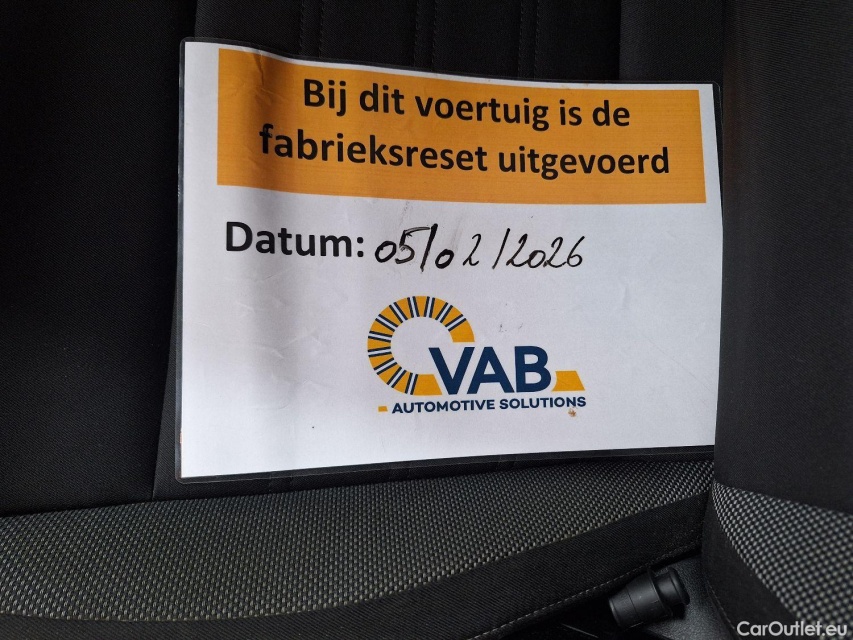 Bij dit voertuig is de
fabrieksreset uitgevoerd
Datum: 05/02/2026
VAB
AUTOMOTIVE SOLUTIONS
CarOutlet.eu